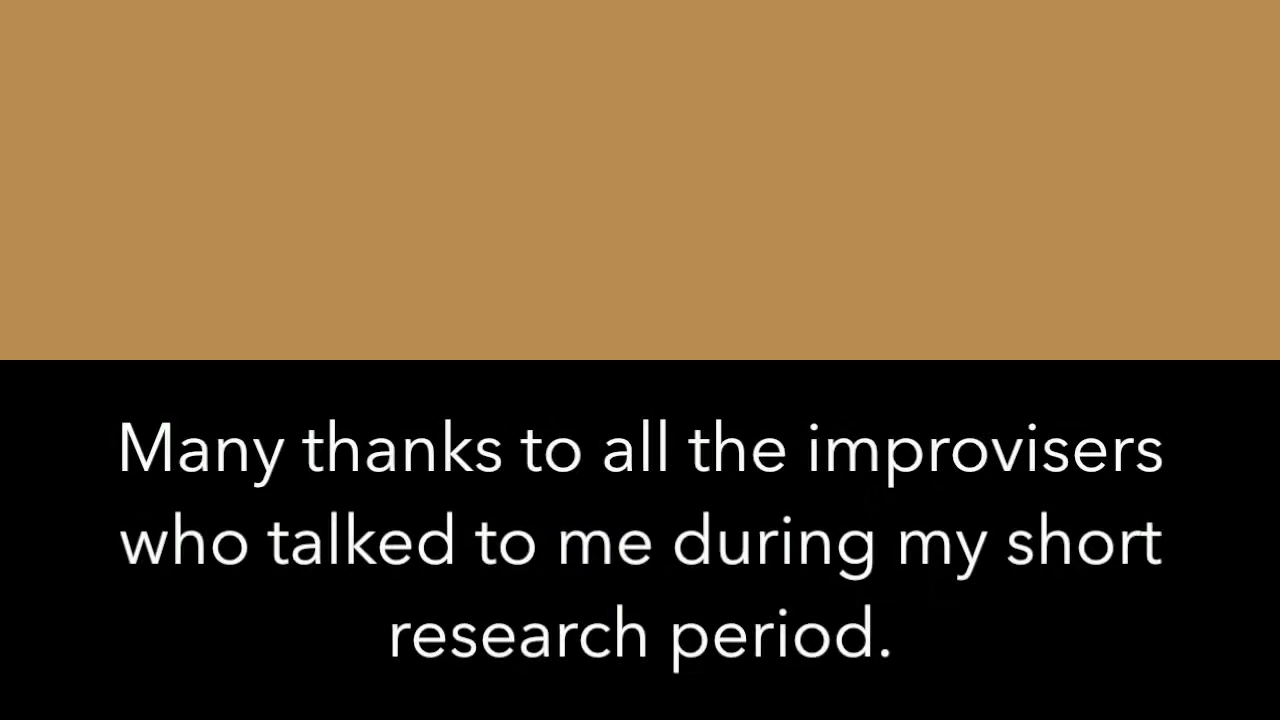 Many thanks to all the improvisers
who talked to me during my short
research period.